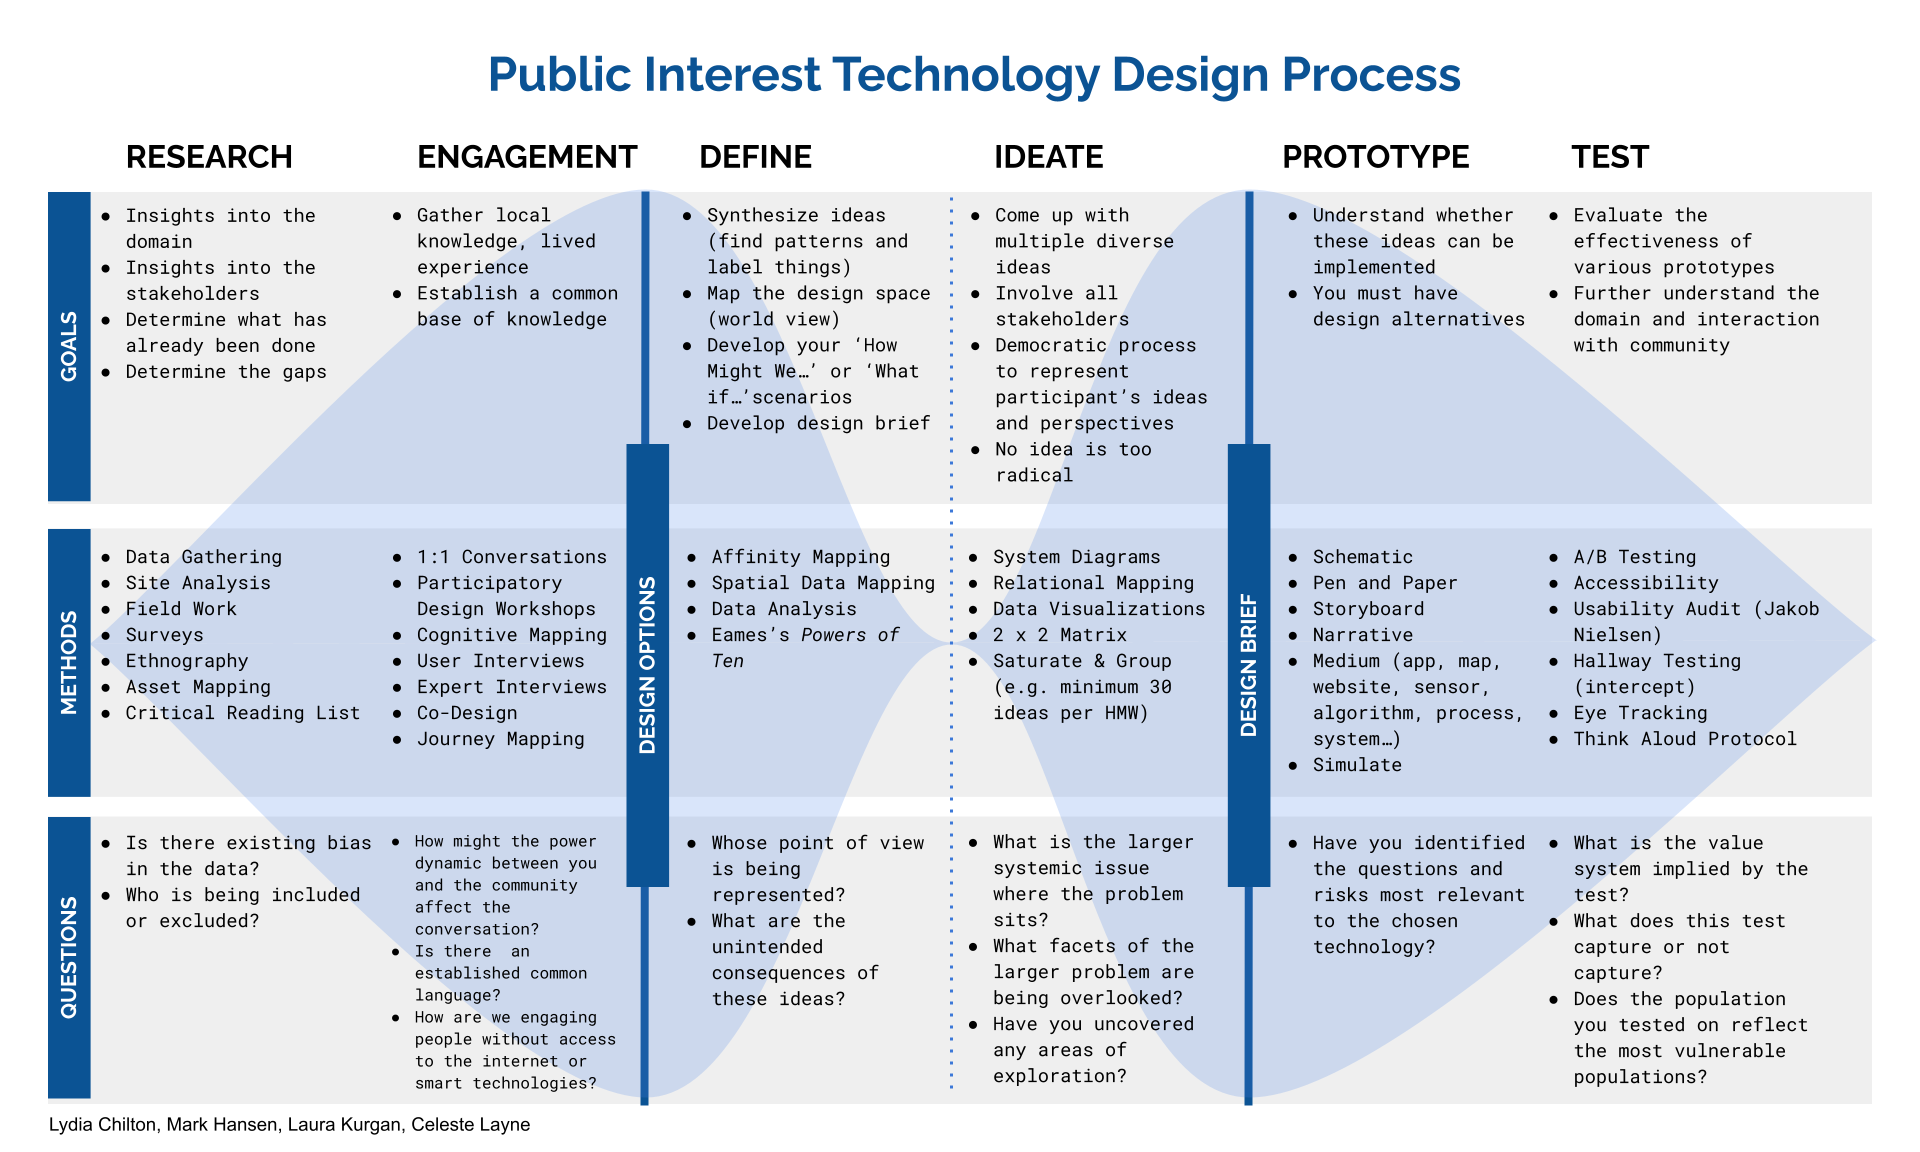 Public Interest Technology Design Process
RESEARCH
ENGAGEMENT
DEFINE
IDEATE
PROTOTYPE
TEST
GOALS
● Insights into the
domain
● Insights into the
stakeholders
● Determine what has
already been done
● Determine the gaps
● Gather local
knowledge, lived
experience
● Establish a common
base of knowledge
● Synthesize ideas
(find patterns and
label things)
● Map the design space
(world view)
● Develop your ‘How
Might We…’ or ‘What
if…’scenarios
● Develop design brief
● Come up with
multiple diverse
ideas
● Involve all
stakeholders
● Democratic process
to represent
participant’s ideas
and perspectives
● No idea is too
radical
● Understand whether
these ideas can be
implemented
● You must have
design alternatives
● Evaluate the
effectiveness of
various prototypes
● Further understand the
domain and interaction
with community
METHODS
● Data Gathering
● Site Analysis
● Field Work
● Surveys
● Ethnography
● Asset Mapping
● Critical Reading List
● 1:1 Conversations
● Participatory
Design Workshops
● Cognitive Mapping
● User Interviews
● Expert Interviews
● Co-Design
● Journey Mapping
DESIGN OPTIONS
● Affinity Mapping
● Spatial Data Mapping
● Data Analysis
● Eames’s Powers of
Ten
● System Diagrams
● Relational Mapping
● Data Visualizations
● 2 x 2 Matrix
● Saturate & Group
(e.g. minimum 30
ideas per HMW)
DESIGN BRIEF
● Schematic
● Pen and Paper
● Storyboard
● Narrative
● Medium (app, map,
website, sensor,
algorithm, process,
system…)
● Simulate
● A/B Testing
● Accessibility
● Usability Audit (Jakob
Nielsen)
● Hallway Testing
(intercept)
● Eye Tracking
● Think Aloud Protocol
QUESTIONS
● Is there existing bias
in the data?
● Who is being included
or excluded?
● How might the power
dynamic between you
and the community
affect the
conversation?
● Is there  an
established common
language?
● How are we engaging
people without access
to the internet or
smart technologies?
● Whose point of view
is being
represented?
● What are the
unintended
consequences of
these ideas?
● What is the larger
systemic issue
where the problem
sits?
● What facets of the
larger problem are
being overlooked?
● Have you uncovered
any areas of
exploration?
● Have you identified
the questions and
risks most relevant
to the chosen
technology?
● What is the value
system implied by the
test?
● What does this test
capture or not
capture?
● Does the population
you tested on reflect
the most vulnerable
populations?
Lydia Chilton, Mark Hansen, Laura Kurgan, Celeste Layne